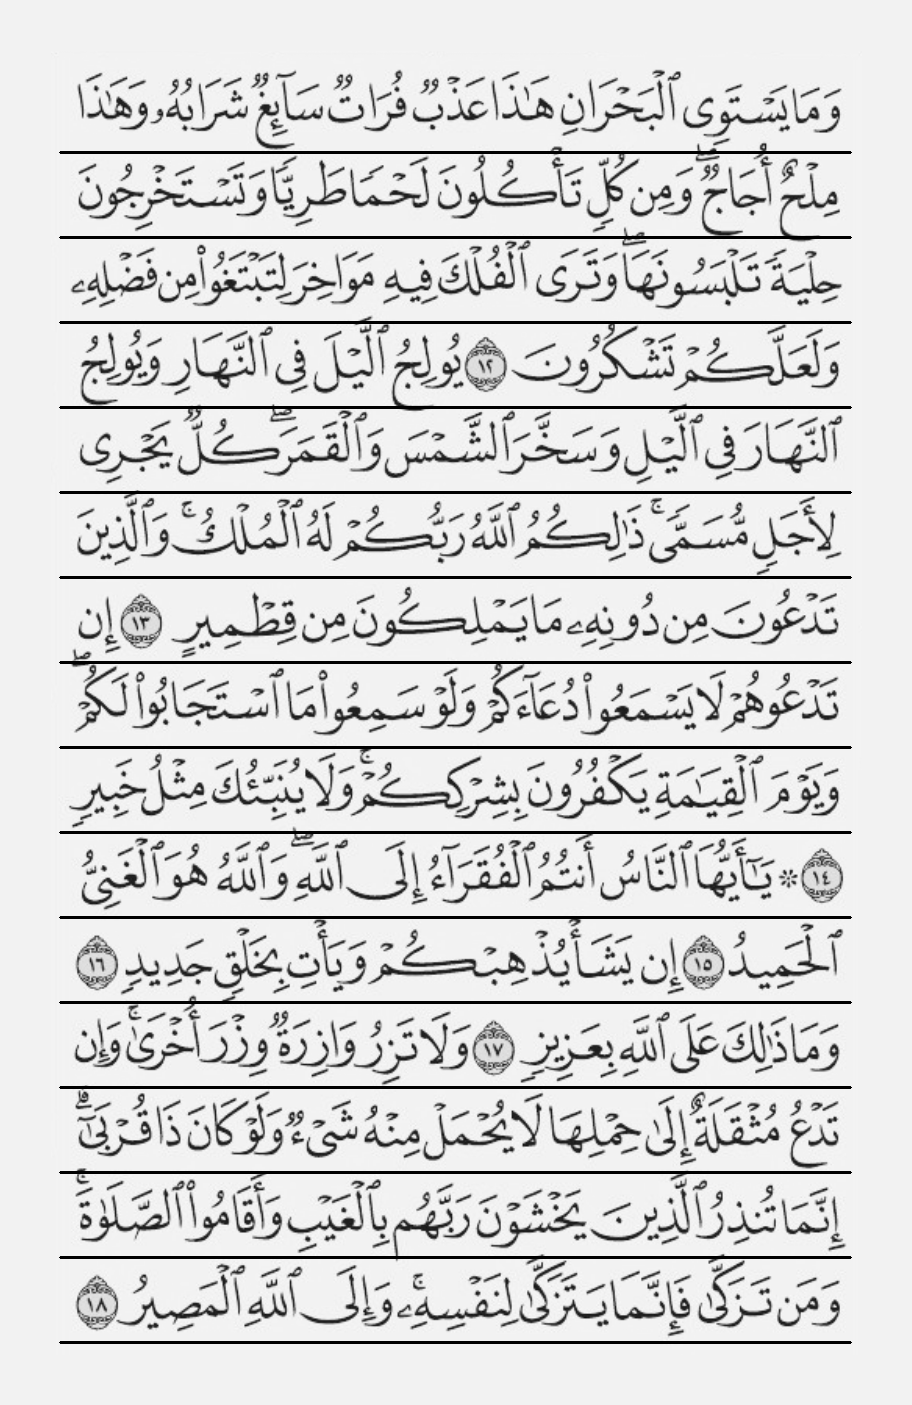 وَمَا يَسْتَوِى ٱلْبَحْرَانِ هَـٰذَا عَذْبٌ فُرَاتٌ سَآئِغٌ شَرَابُهُۥ وَهَـٰذَا
مِلْحٌ أُجَاجٌ ۖ وَمِن كُلٍّ تَأْكُلُونَ لَحْمًا طَرِيًّا وَتَسْتَخْرِجُونَ
حِلْيَةً تَلْبَسُونَهَا ۖ وَتَرَى ٱلْفُلْكَ فِيهِ مَوَاخِرَ لِتَبْتَغُوا۟ مِن فَضْلِهِۦ
وَلَعَلَّكُمْ تَشْكُرُونَ ١٢ يُولِجُ ٱلَّيْلَ فِى ٱلنَّهَارِ وَيُولِجُ
ٱلنَّهَارَ فِى ٱلَّيْلِ وَسَخَّرَ ٱلشَّمْسَ وَٱلْقَمَرَ ۖ كُلٌّ يَجْرِى
لِأَجَلٍ مُّسَمًّى ۚ ذَٰلِكُمُ ٱللَّهُ رَبُّكُمْ لَهُ ٱلْمُلْكُ ۚ وَٱلَّذِينَ
تَدْعُونَ مِن دُونِهِۦ مَا يَمْلِكُونَ مِن قِطْمِيرٍ ١٣ إِن
تَدْعُوهُمْ لَا يَسْمَعُوا۟ دُعَآءَكُمْ وَلَوْ سَمِعُوا۟ مَا ٱسْتَجَابُوا۟ لَكُمْ ۖ
وَيَوْمَ ٱلْقِيَـٰمَةِ يَكْفُرُونَ بِشِرْكِكُمْ ۚ وَلَا يُنَبِّئُكَ مِثْلُ خَبِيرٍ
١٤ ۞ يَـٰٓأَيُّهَا ٱلنَّاسُ أَنتُمُ ٱلْفُقَرَآءُ إِلَى ٱللَّهِ ۖ وَٱللَّهُ هُوَ ٱلْغَنِىُّ
ٱلْحَمِيدُ ١٥ إِن يَشَأْ يُذْهِبْكُمْ وَيَأْتِ بِخَلْقٍ جَدِيدٍ ١٦
وَمَا ذَٰلِكَ عَلَى ٱللَّهِ بِعَزِيزٍ ١٧ وَلَا تَزِرُ وَازِرَةٌ وِزْرَ أُخْرَىٰ ۚ وَإِن
تَدْعُ مُثْقَلَةٌ إِلَىٰ حِمْلِهَا لَا يُحْمَلْ مِنْهُ شَىْءٌ وَلَوْ كَانَ ذَا قُرْبَىٰٓ ۗ
إِنَّمَا تُنذِرُ ٱلَّذِينَ يَخْشَوْنَ رَبَّهُم بِٱلْغَيْبِ وَأَقَامُوا۟ ٱلصَّلَوٰةَ ۚ
وَمَن تَزَكَّىٰ فَإِنَّمَا يَتَزَكَّىٰ لِنَفْسِهِۦ ۚ وَإِلَى ٱللَّهِ ٱلْمَصِيرُ ١٨